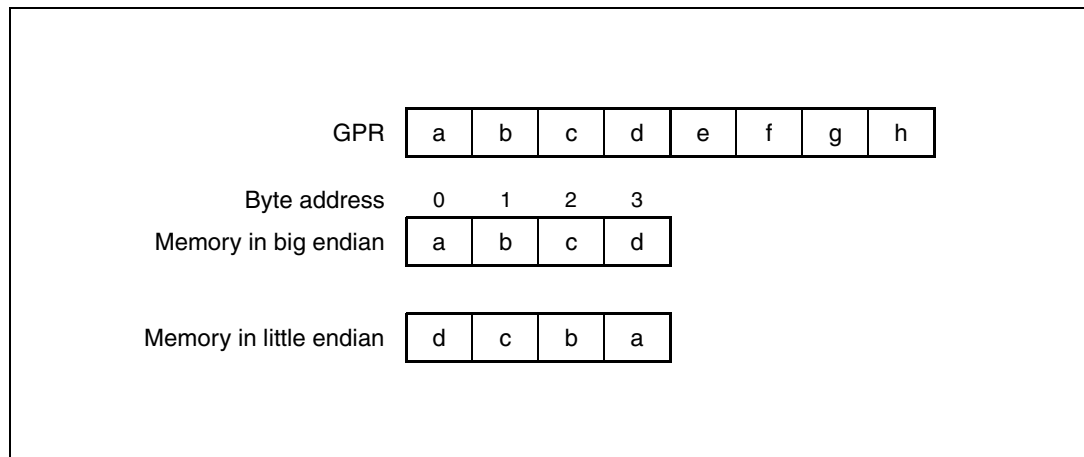 GPR a b c d e f g h
Byte address 0 1 2 3
Memory in big endian a b c d
Memory in little endian d c b a